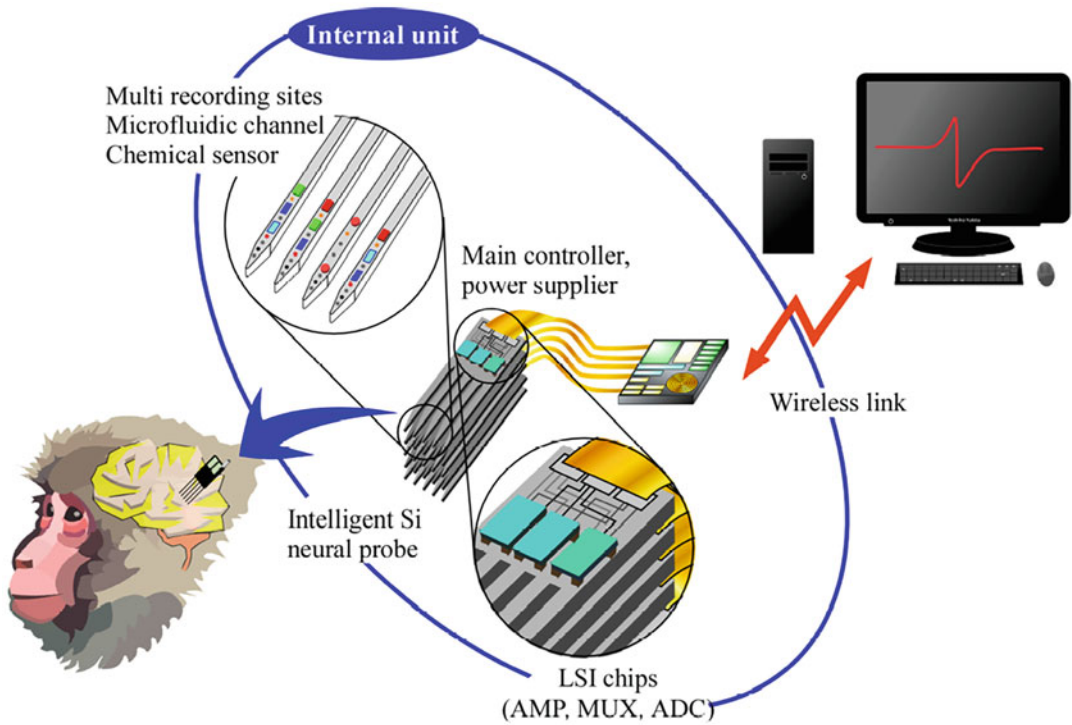 Internal unit
Multi recording sites
Microfluidic channel
Chemical sensor
Main controller,
power supplier
Wireless link
Intelligent Si
neural probe
LSI chips
(AMP, MUX, ADC)